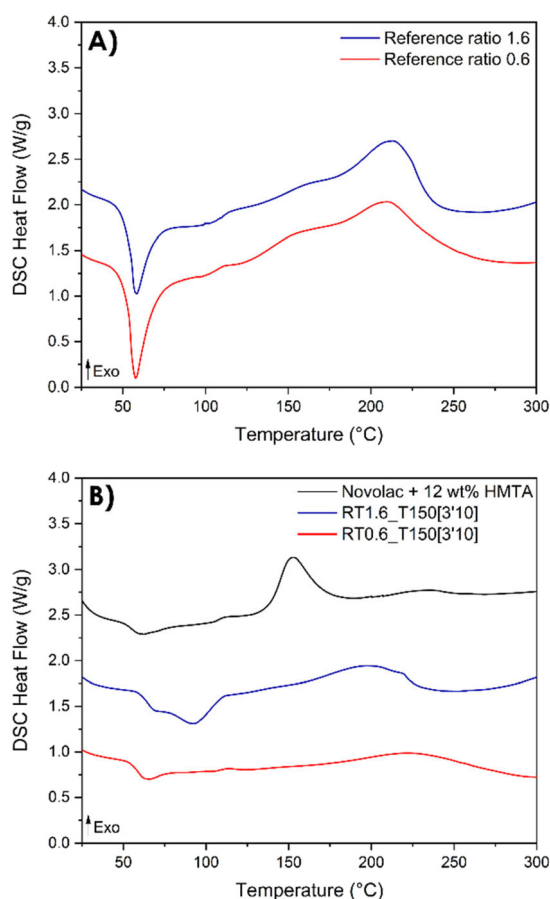 A)
Reference ratio 1.6
Reference ratio 0.6
4.0
3.5
3.0
2.5
2.0
1.5
1.0
0.5
0.0
DSC Heat Flow (W/g)
Exo
50 100 150 200 250 300
Temperature (°C)
B)
Novolac + 12 wt% HMTA
RT1.6_T150[3'10]
RT0.6_T150[3'10]
4.0
3.5
3.0
2.5
2.0
1.5
1.0
0.5
0.0
DSC Heat Flow (W/g)
Exo
50 100 150 200 250 300
Temperature (°C)